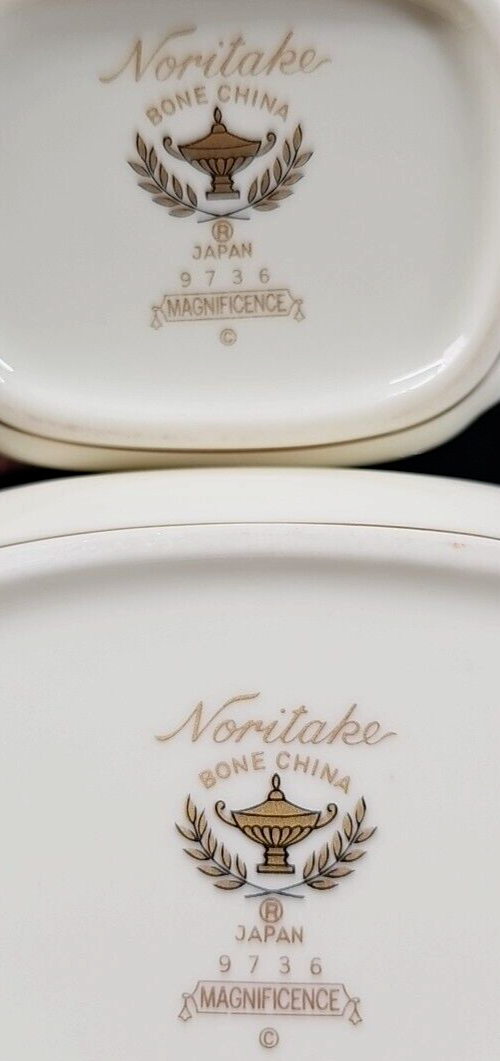 Noritake
BONE CHINA
®
JAPAN
9736
MAGNIFICENCE
©
Noritake
BONE CHINA
®
JAPAN
9736
MAGNIFICENCE
©